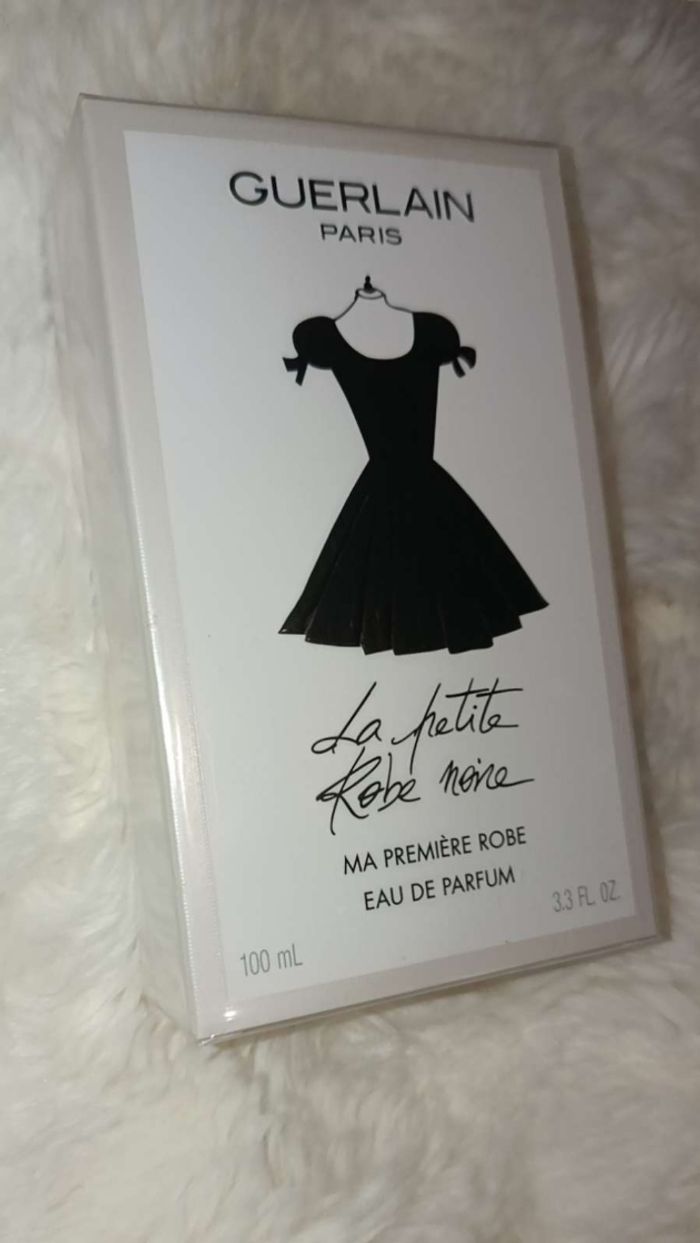 GUERLAIN
PARIS
La petite
Robe noire
MA PREMIÈRE ROBE
EAU DE PARFUM
100 mL
3.3 FL. OZ.